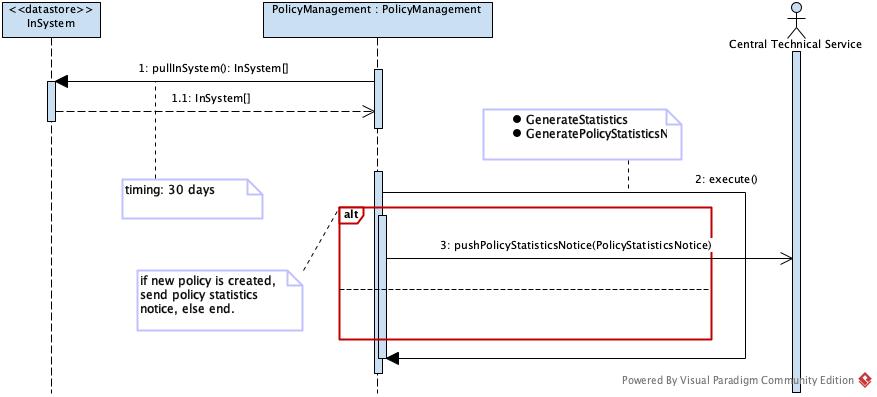 <<datastore>>
InSystem
PolicyManagement : PolicyManagement
Central Technical Service
1: pullInSystem(): InSystem[]
1.1: InSystem[]
GenerateStatistics
GeneratePolicyStatisticsN
timing: 30 days
2: execute()
alt
3: pushPolicyStatisticsNotice(PolicyStatisticsNotice)
if new policy is created,
send policy statistics
notice, else end.
Powered By Visual Paradigm Community Edition